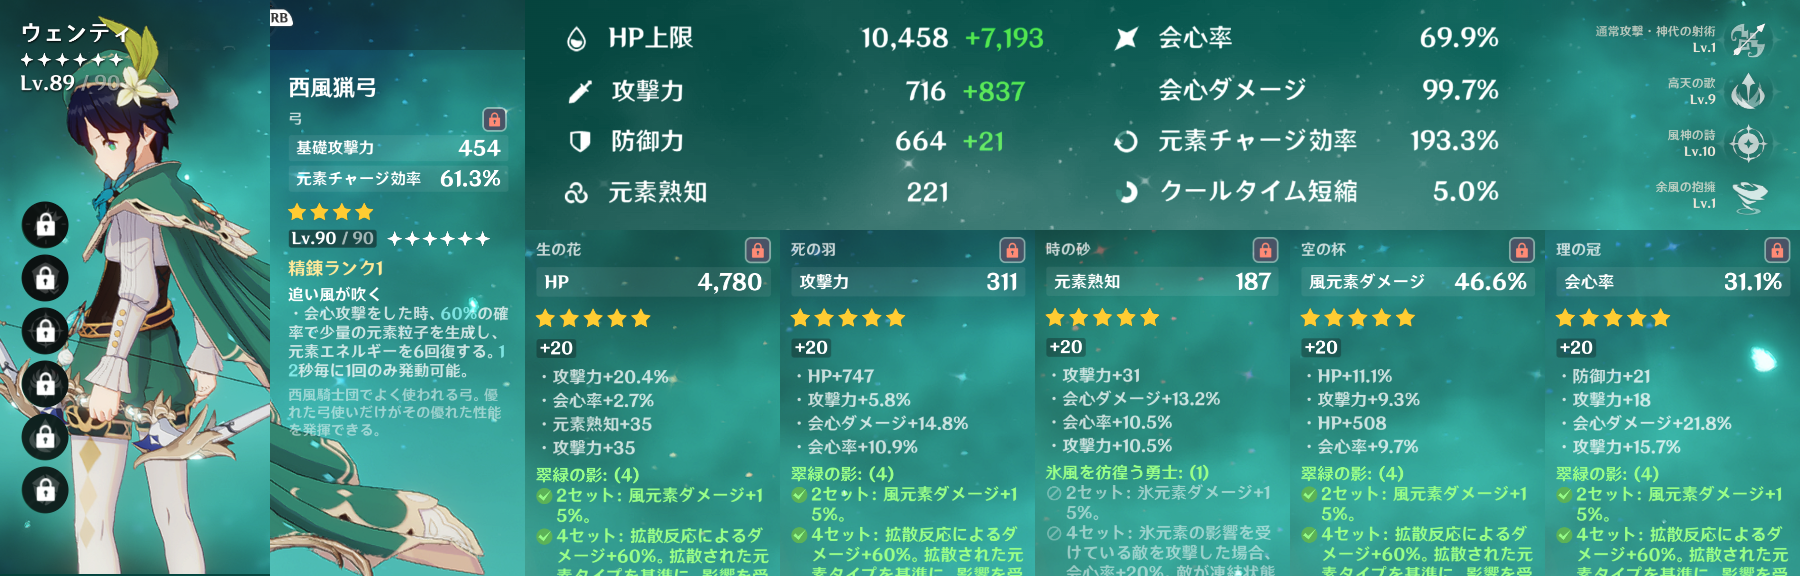 ウェンティ
Lv.89 / 90
RB
西風猟弓
弓
基礎攻撃力 454
元素チャージ効率 61.3%
Lv.90 / 90
精錬ランク1
追い風が吹く
・会心攻撃をした時、60%の確
率で少量の元素粒子を生成し、
元素エネルギーを6回復する。1
2秒毎に1回のみ発動可能。
西風騎士団でよく使われる弓。優
れた弓使いだけがその優れた性能
を発揮できる。
HP上限 10,458 +7,193
攻撃力 716 +837
防御力 664 +21
元素熟知 221
会心率 69.9%
会心ダメージ 99.7%
元素チャージ効率 193.3%
クールタイム短縮 5.0%
通常攻撃・神代の射術
Lv.1
高天の歌
Lv.9
風神の詩
Lv.10
余風の抱擁
Lv.1
生の花
HP 4,780
+20
・攻撃力+20.4%
・会心率+2.7%
・元素熟知+35
・攻撃力+35
翠緑の影: (4)
2セット: 風元素ダメージ+1
5%。
4セット: 拡散反応によるダ
メージ+60%。拡散された元
素タイプを基準に、影響を受
死の羽
攻撃力 311
+20
・HP+747
・攻撃力+5.8%
・会心ダメージ+14.8%
・会心率+10.9%
翠緑の影: (4)
2セット: 風元素ダメージ+1
5%。
4セット: 拡散反応によるダ
メージ+60%。拡散された元
素タイプを基準に、影響を受
時の砂
元素熟知 187
+20
・攻撃力+31
・会心ダメージ+13.2%
・会心率+10.5%
・攻撃力+10.5%
氷風を彷徨う勇士: (1)
2セット: 氷元素ダメージ+1
5%。
4セット: 氷元素の影響を受
けている敵を攻撃した場合、
会心率+20%。敵が凍結状態
空の杯
風元素ダメージ 46.6%
+20
・HP+11.1%
・攻撃力+9.3%
・HP+508
・会心率+9.7%
翠緑の影: (4)
2セット: 風元素ダメージ+1
5%。
4セット: 拡散反応によるダ
メージ+60%。拡散された元
素タイプを基準に、影響を受
理の冠
会心率 31.1%
+20
・防御力+21
・攻撃力+18
・会心ダメージ+21.8%
・攻撃力+15.7%
翠緑の影: (4)
2セット: 風元素ダメージ+1
5%。
4セット: 拡散反応によるダ
メージ+60%。拡散された元
素タイプを基準に、影響を受